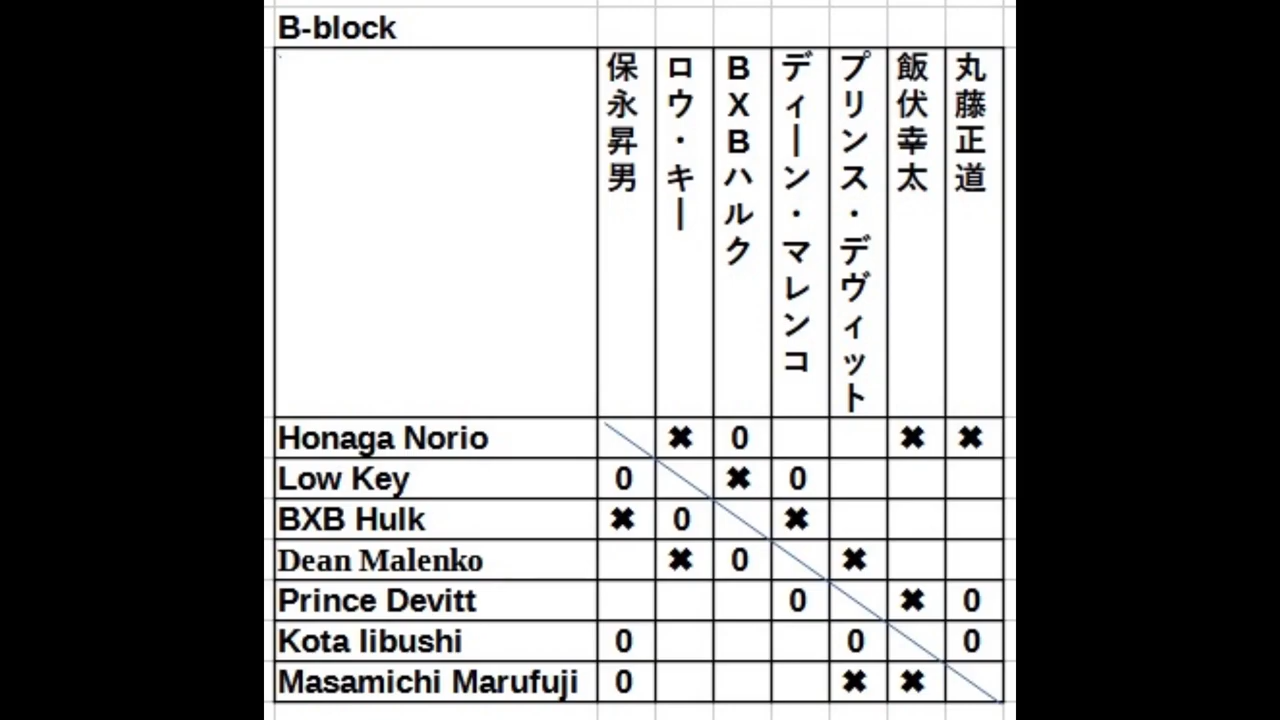 B-block
保永昇男
ロウ・キー
BXBハルク
ディーン・マレンコ
プリンス・デヴィット
飯伏幸太
丸藤正道
Honaga Norio ✖ 0 ✖ ✖
Low Key 0 ✖ 0
BXB Hulk ✖ 0 ✖
Dean Malenko ✖ 0 ✖
Prince Devitt 0 ✖ 0
Kota Iibushi 0 0 0
Masamichi Marufuji 0 ✖ ✖